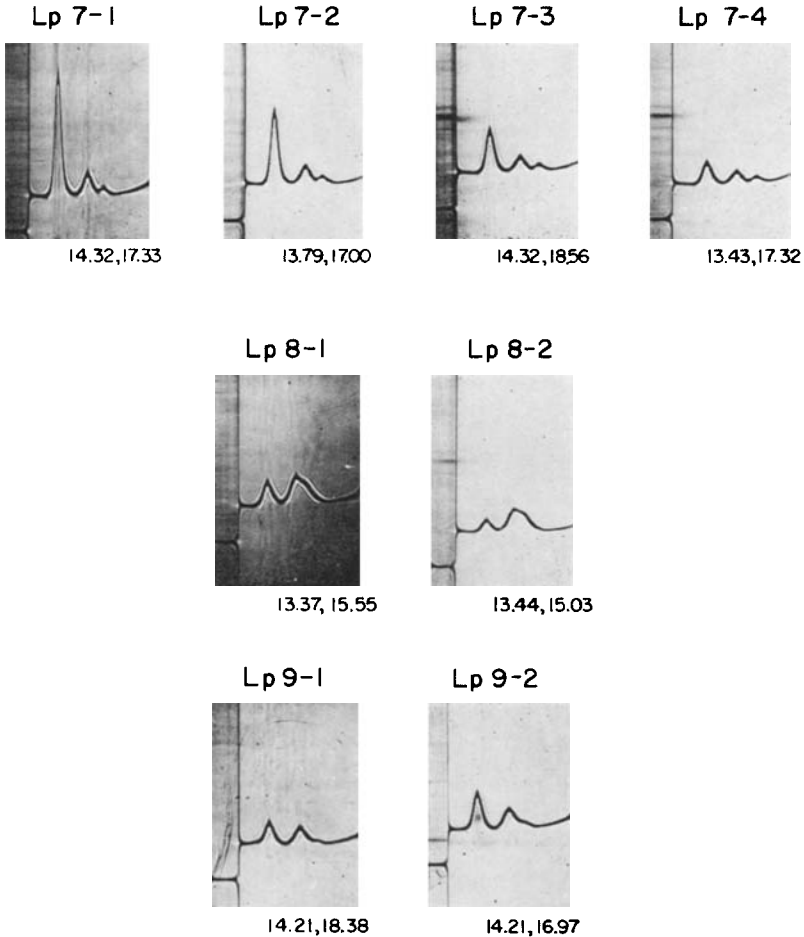 Lp 7-1 Lp 7-2 Lp 7-3 Lp 7-4
14.32, 17.33 13.79, 17.00 14.32, 18.56 13.43, 17.32
Lp 8-1 Lp 8-2
13.37, 15.55 13.44, 15.03
Lp 9-1 Lp 9-2
14.21, 18.38 14.21, 16.97